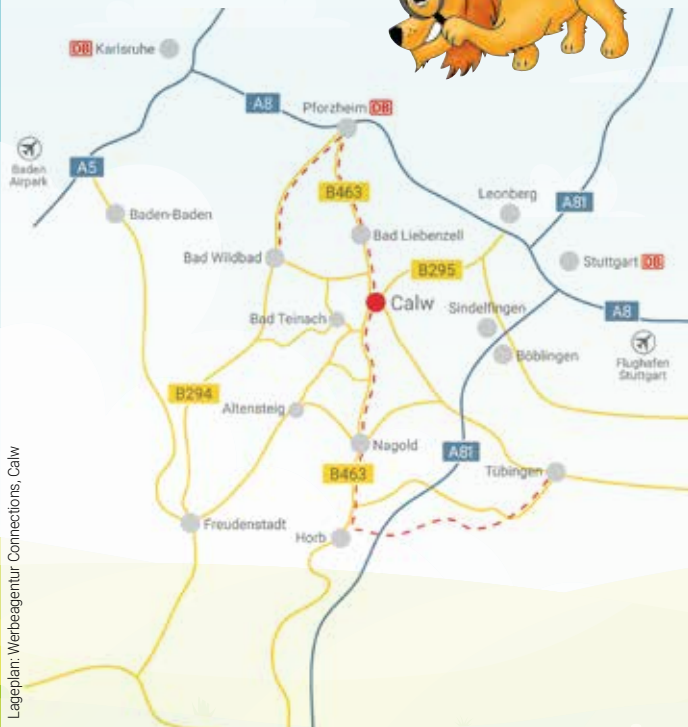 DB Karlsruhe
A8
Pforzheim DB
Baden
Airpark
A5
B463
Leonberg
A81
Baden-Baden
Bad Liebenzell
Bad Wildbad
B295
Stuttgart DB
Calw
Sindelfingen
A8
Bad Teinach
Böblingen
Flughafen
Stuttgart
B294
Altensteig
Nagold
A81
B463
Tübingen
Freudenstadt
Horb
Lageplan: Werbeagentur Connections, Calw